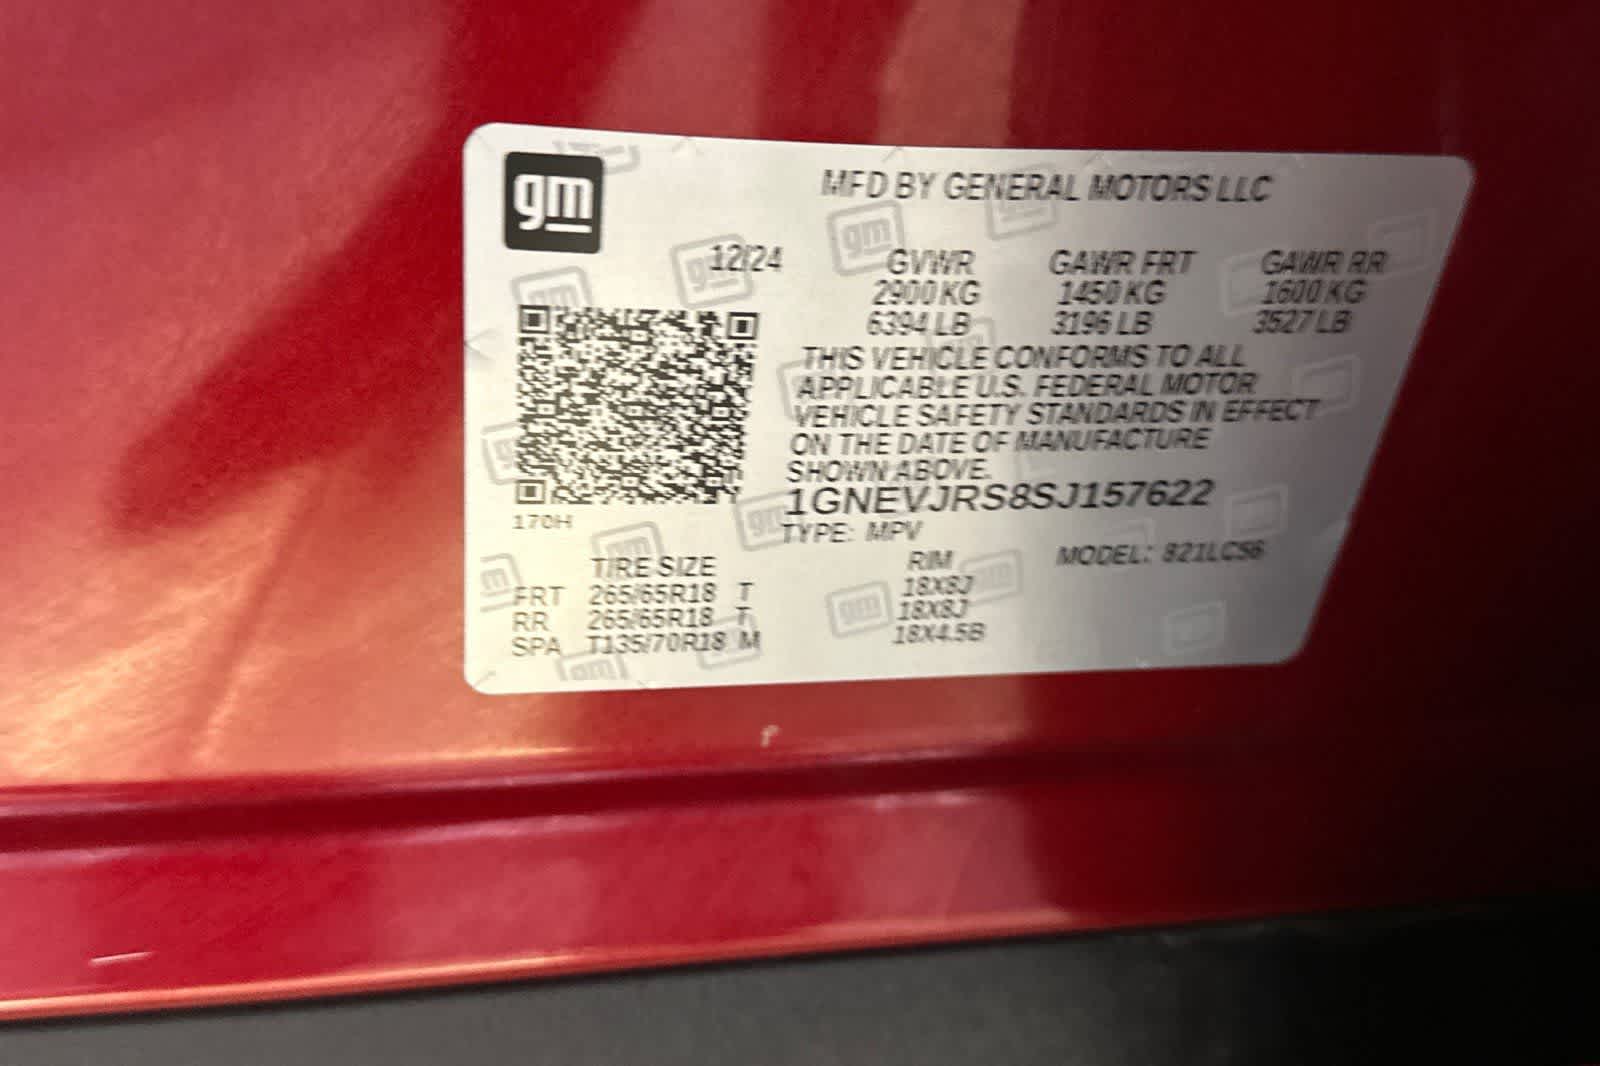 gm
MFD BY GENERAL MOTORS LLC
12/24
GVWR GAWR FRT GAWR RR
2900 KG 1450 KG 1600 KG
6394 LB 3196 LB 3527 LB
THIS VEHICLE CONFORMS TO ALL
APPLICABLE U.S. FEDERAL MOTOR
VEHICLE SAFETY STANDARDS IN EFFECT
ON THE DATE OF MANUFACTURE
SHOWN ABOVE.
1GNEVJRS8SJ157622
170H
TYPE: MPV
MODEL: 821LC56
TIRE SIZE RIM
FRT 265/65R18 T 18X8J
RR 265/65R18 T 18X8J
SPA T135/70R18 M 18X4.5B